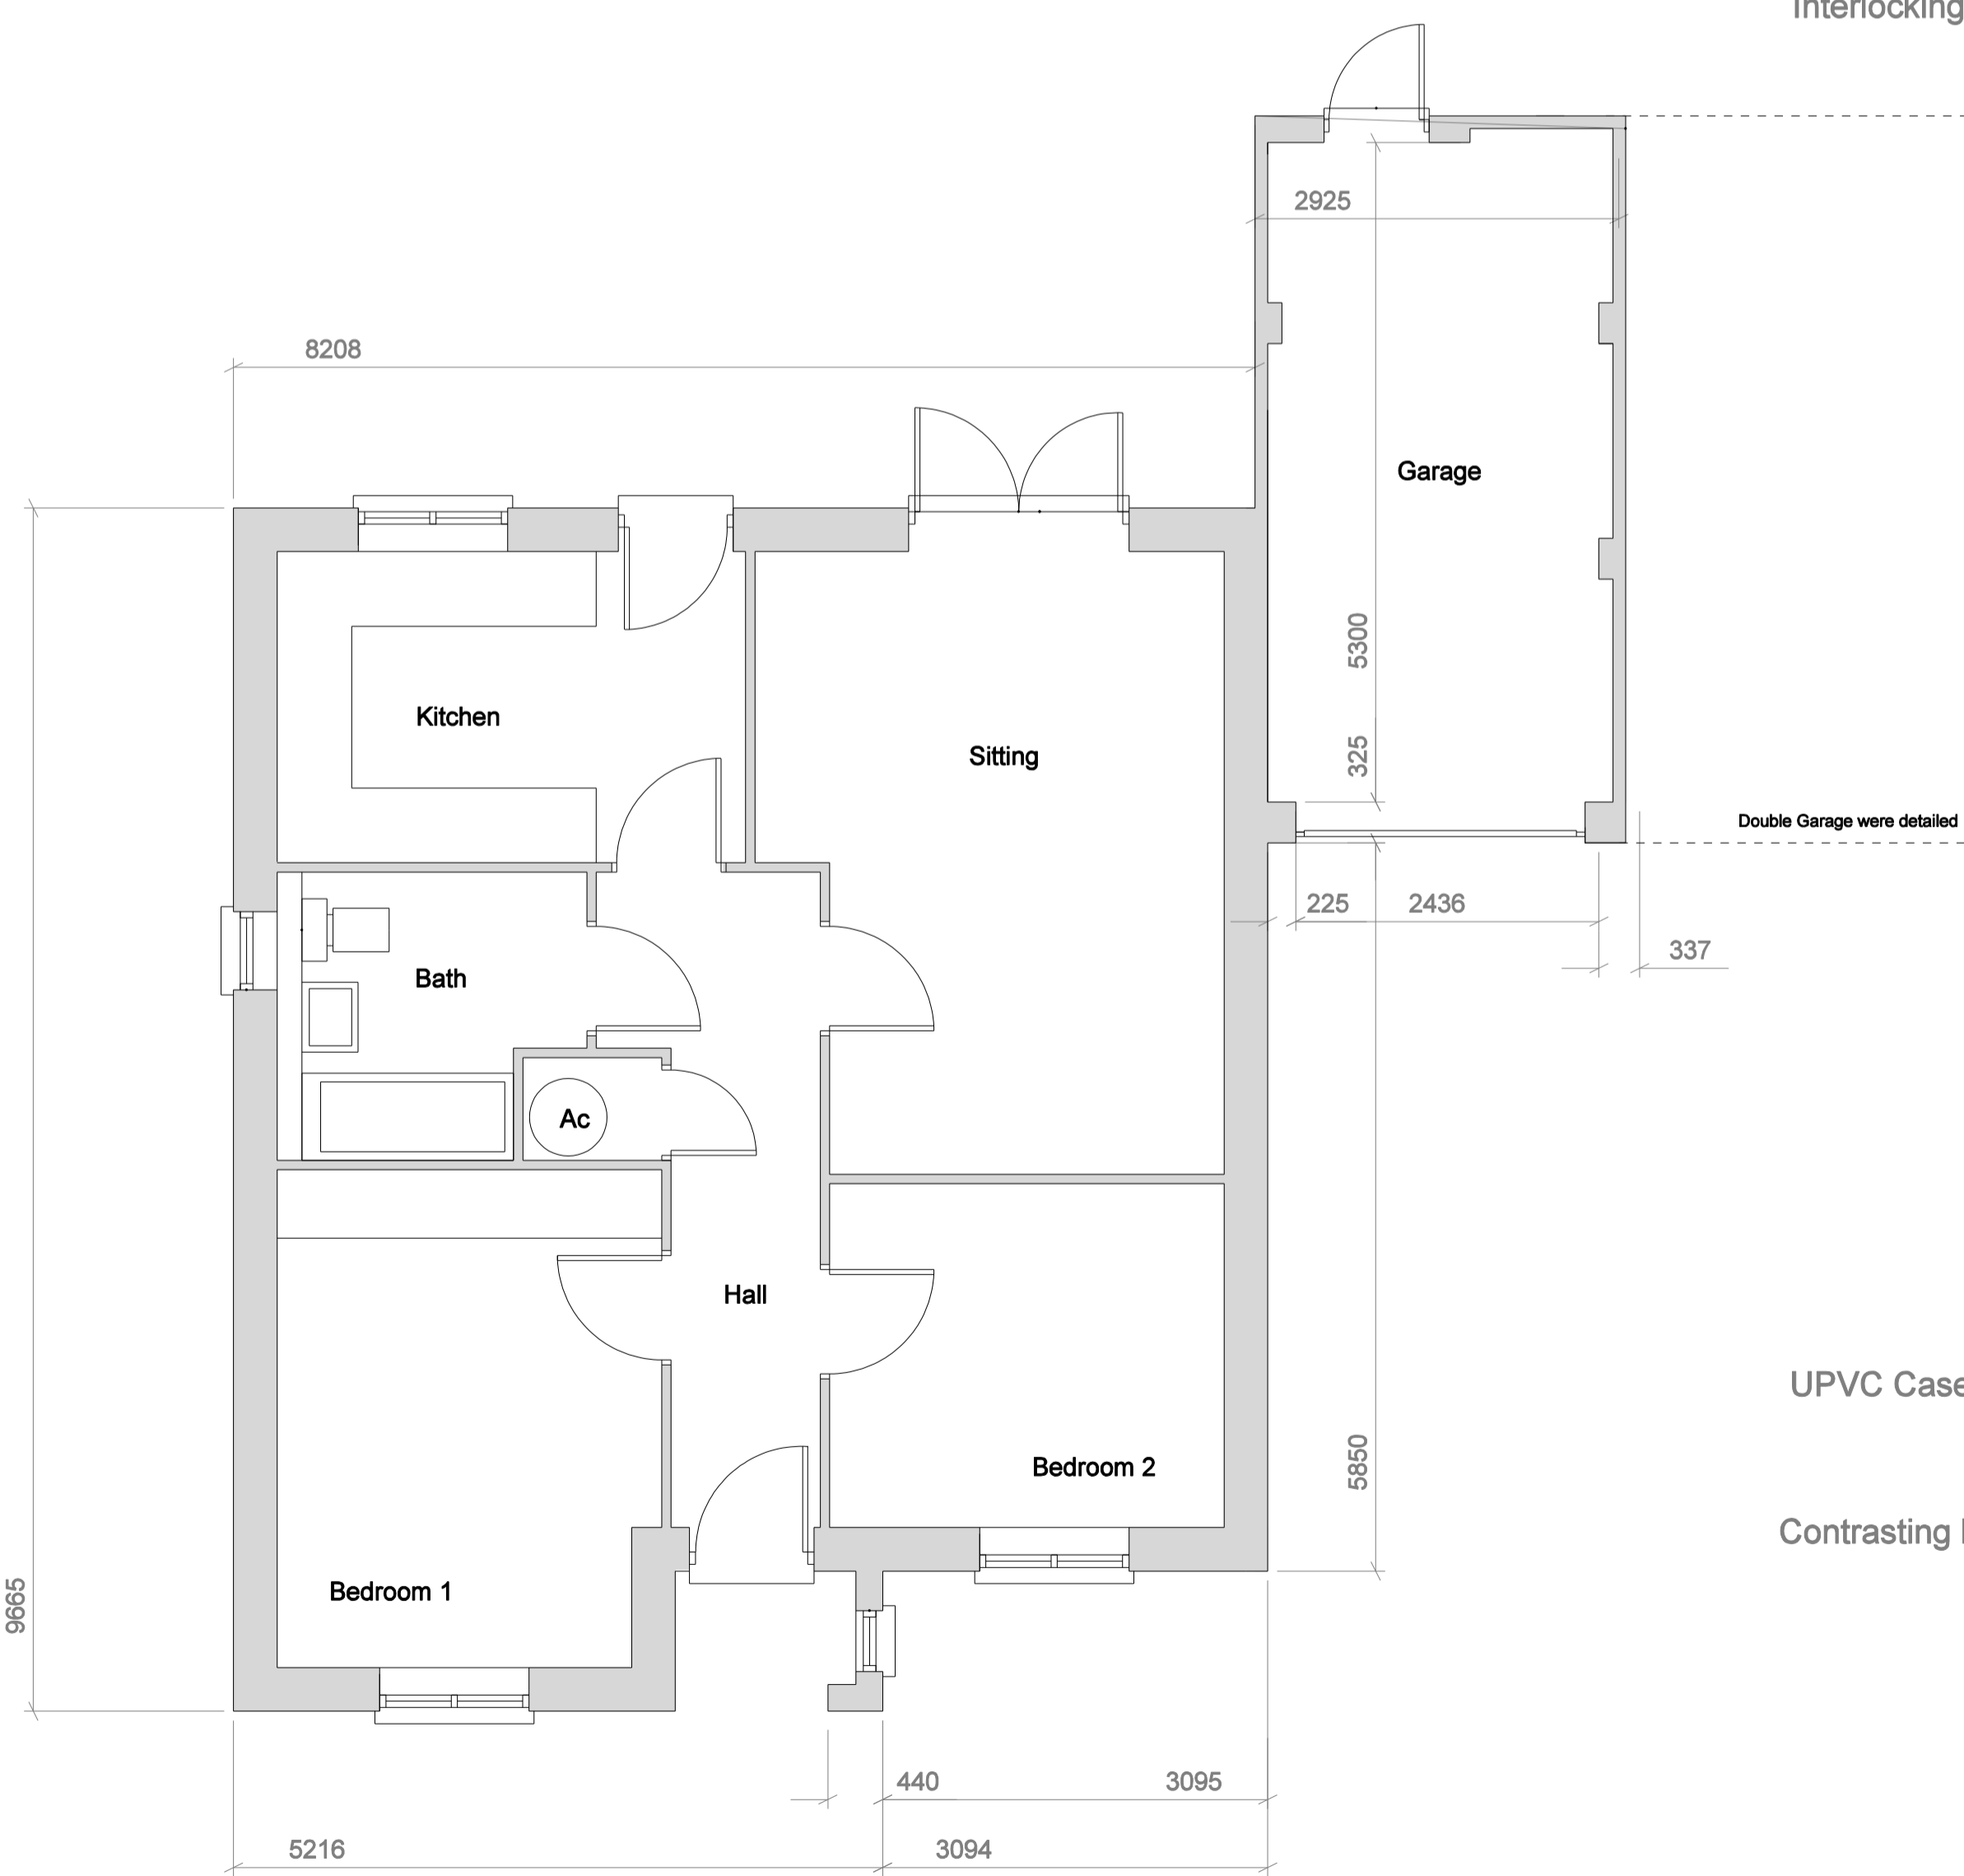 Interlocking
2925
8208
Garage
5300
Kitchen
Sitting
325
Double Garage were detailed
225
2436
337
Bath
Ac
Hall
UPVC Case
Bedroom 2
5850
Contrasting
Bedroom 1
9665
440
3095
5216
3094